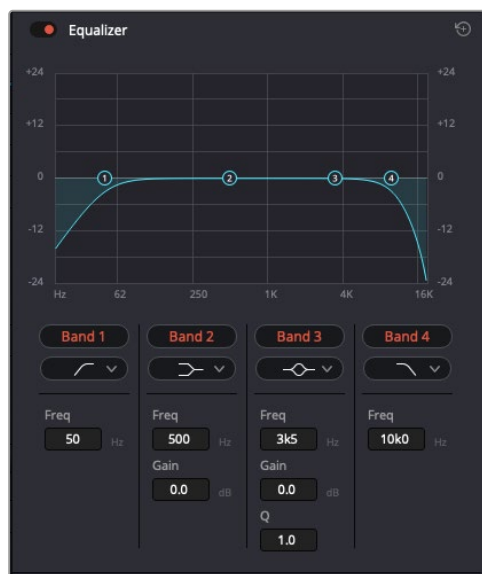 Equalizer
+24 +24
+12 +12
0 1 2 3 4 0
-12 -12
-24 -24
Hz 62 250 1K 4K 16K
Band 1 Band 2 Band 3 Band 4
Freq Freq Freq Freq
50 Hz 500 Hz 3k5 Hz 10k0 Hz
Gain Gain
0.0 dB 0.0 dB
Q
1.0